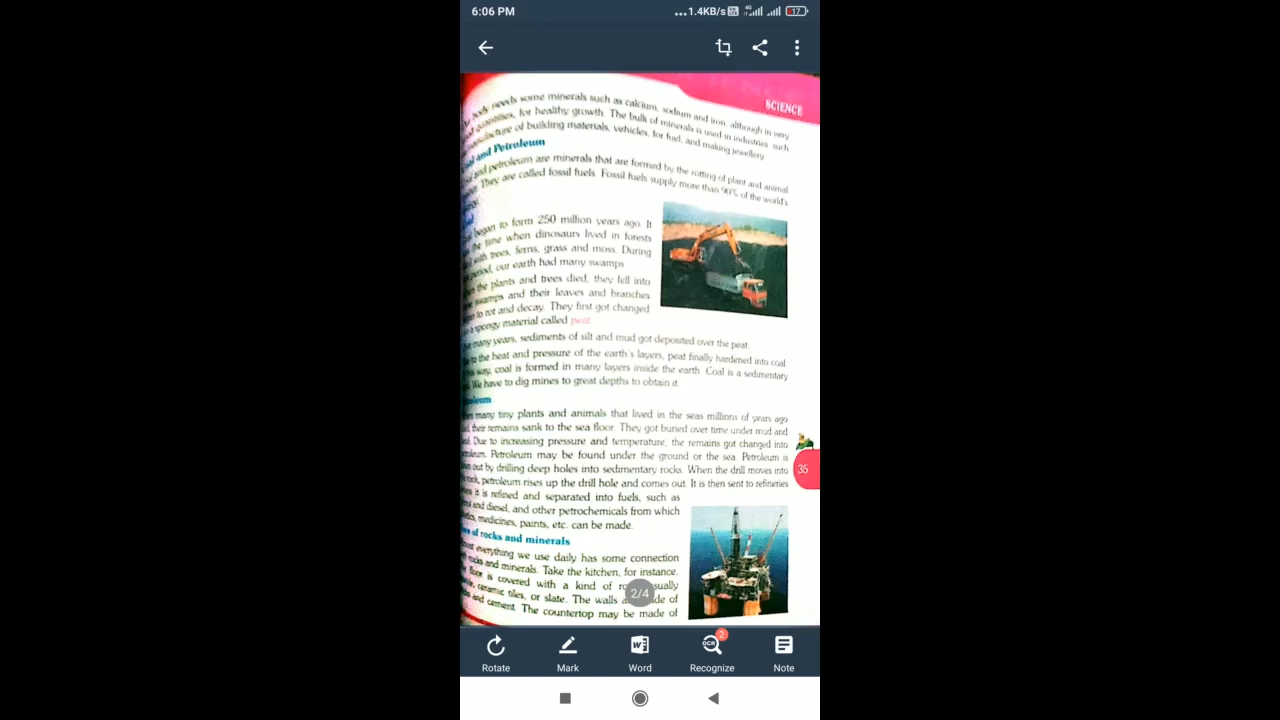 6:06 PM
...1.4KB/s 4G 17
SCIENCE
body needs some minerals such as calcium, sodium and iron, although in very
quantities, for healthy growth. The bulk of minerals is used in industries such
manufacture of building materials, vehicles, for fuel, and making jewellery.
and Petroleum
and petroleum are minerals that are formed by the rotting of plant and animal
They are called fossil fuels. Fossil fuels supply more than 90% of the world's
began to form 250 million years ago. It
the time when dinosaurs lived in forests
with trees, ferns, grass and moss. During
period, our earth had many swamps.
the plants and trees died, they fell into
swamps and their leaves and branches
to rot and decay. They first got changed
a spongy material called peat.
many years, sediments of silt and mud got deposited over the peat.
to the heat and pressure of the earth's layers, peat finally hardened into coal.
this way, coal is formed in many layers inside the earth. Coal is a sedimentary
We have to dig mines to great depths to obtain it.
many tiny plants and animals that lived in the seas millions of years ago
their remains sank to the sea floor. They got buried over time under mud and
Due to increasing pressure and temperature, the remains got changed into
Petroleum may be found under the ground or the sea. Petroleum is
out by drilling deep holes into sedimentary rocks. When the drill moves into
rock, petroleum rises up the drill hole and comes out. It is then sent to refineries
it is refined and separated into fuels, such as
and diesel, and other petrochemicals from which
medicines, paints, etc. can be made.
of rocks and minerals
everything we use daily has some connection
rocks and minerals. Take the kitchen, for instance.
floor is covered with a kind of
ceramic tiles, or slate. The walls of
and cement. The countertop may be made of
35
2/4
2
Rotate Mark Word Recognize Note